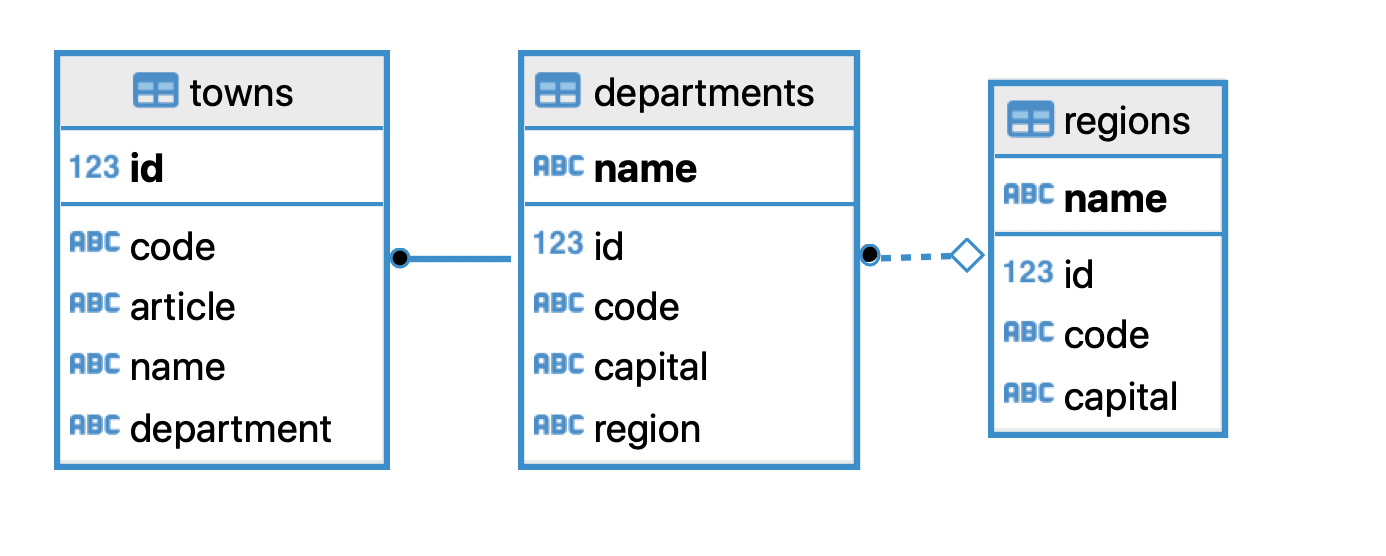 towns
123 id
ABC code
ABC article
ABC name
ABC department
departments
ABC name
123 id
ABC code
ABC capital
ABC region
regions
ABC name
123 id
ABC code
ABC capital